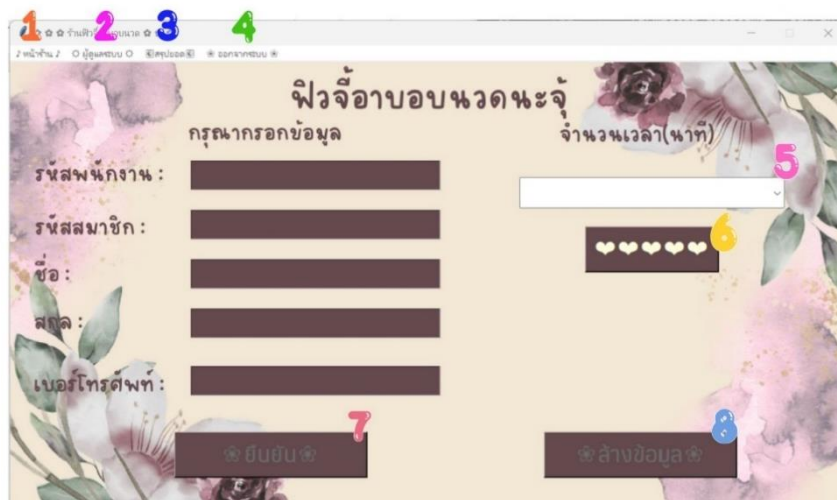 1 2 3 4
✿ ✿ ร้านฟิวจี้
♪ หน้าร้าน ♪ ○ ผู้ดูแลระบบ ○ สรุปยอด ❀ ออกจากระบบ ❀
ฟิวจี้อาบอบนวดนะจุ้
กรุณากรอกข้อมูล
จำนวนเวลา(นาที)
5
รหัสพนักงาน :
6
รหัสสมาชิก :
❤❤❤❤❤
ชื่อ :
สกุล :
เบอร์โทรศัพท์ :
7 8
❀ยืนยัน❀ ❀ล้างข้อมูล❀